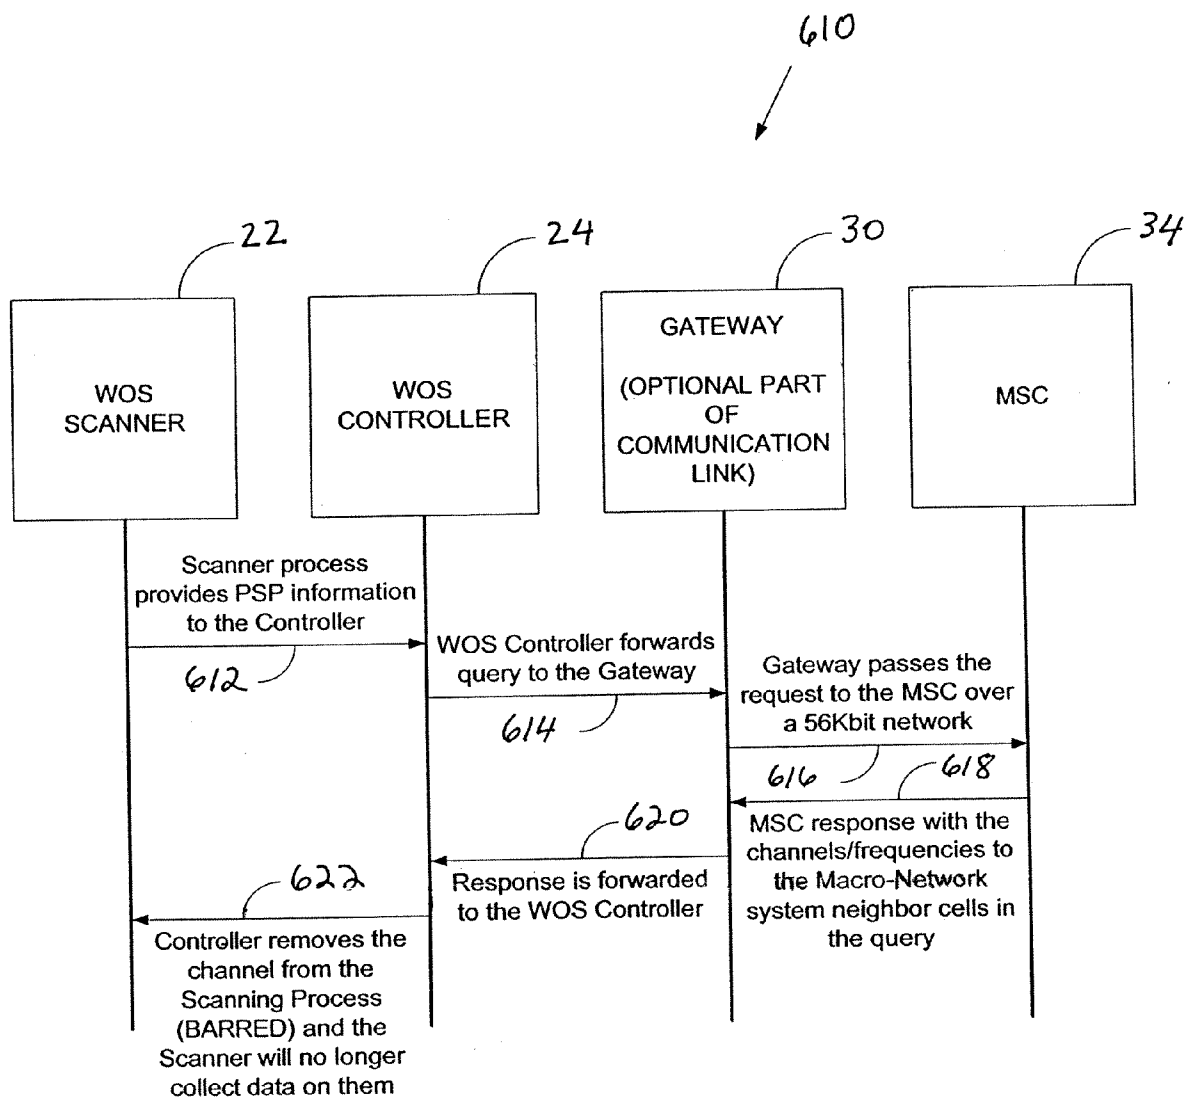 610
22
24
30
34
WOS
SCANNER
WOS
CONTROLLER
GATEWAY
(OPTIONAL PART
OF
COMMUNICATION
LINK)
MSC
Scanner process
provides PSP information
to the Controller
612
WOS Controller forwards
query to the Gateway
614
Gateway passes the
request to the MSC over
a 56Kbit network
616
618
MSC response with the
channels/frequencies to
the Macro-Network
system neighbor cells in
the query
620
Response is forwarded
to the WOS Controller
622
Controller removes the
channel from the
Scanning Process
(BARRED) and the
Scanner will no longer
collect data on them